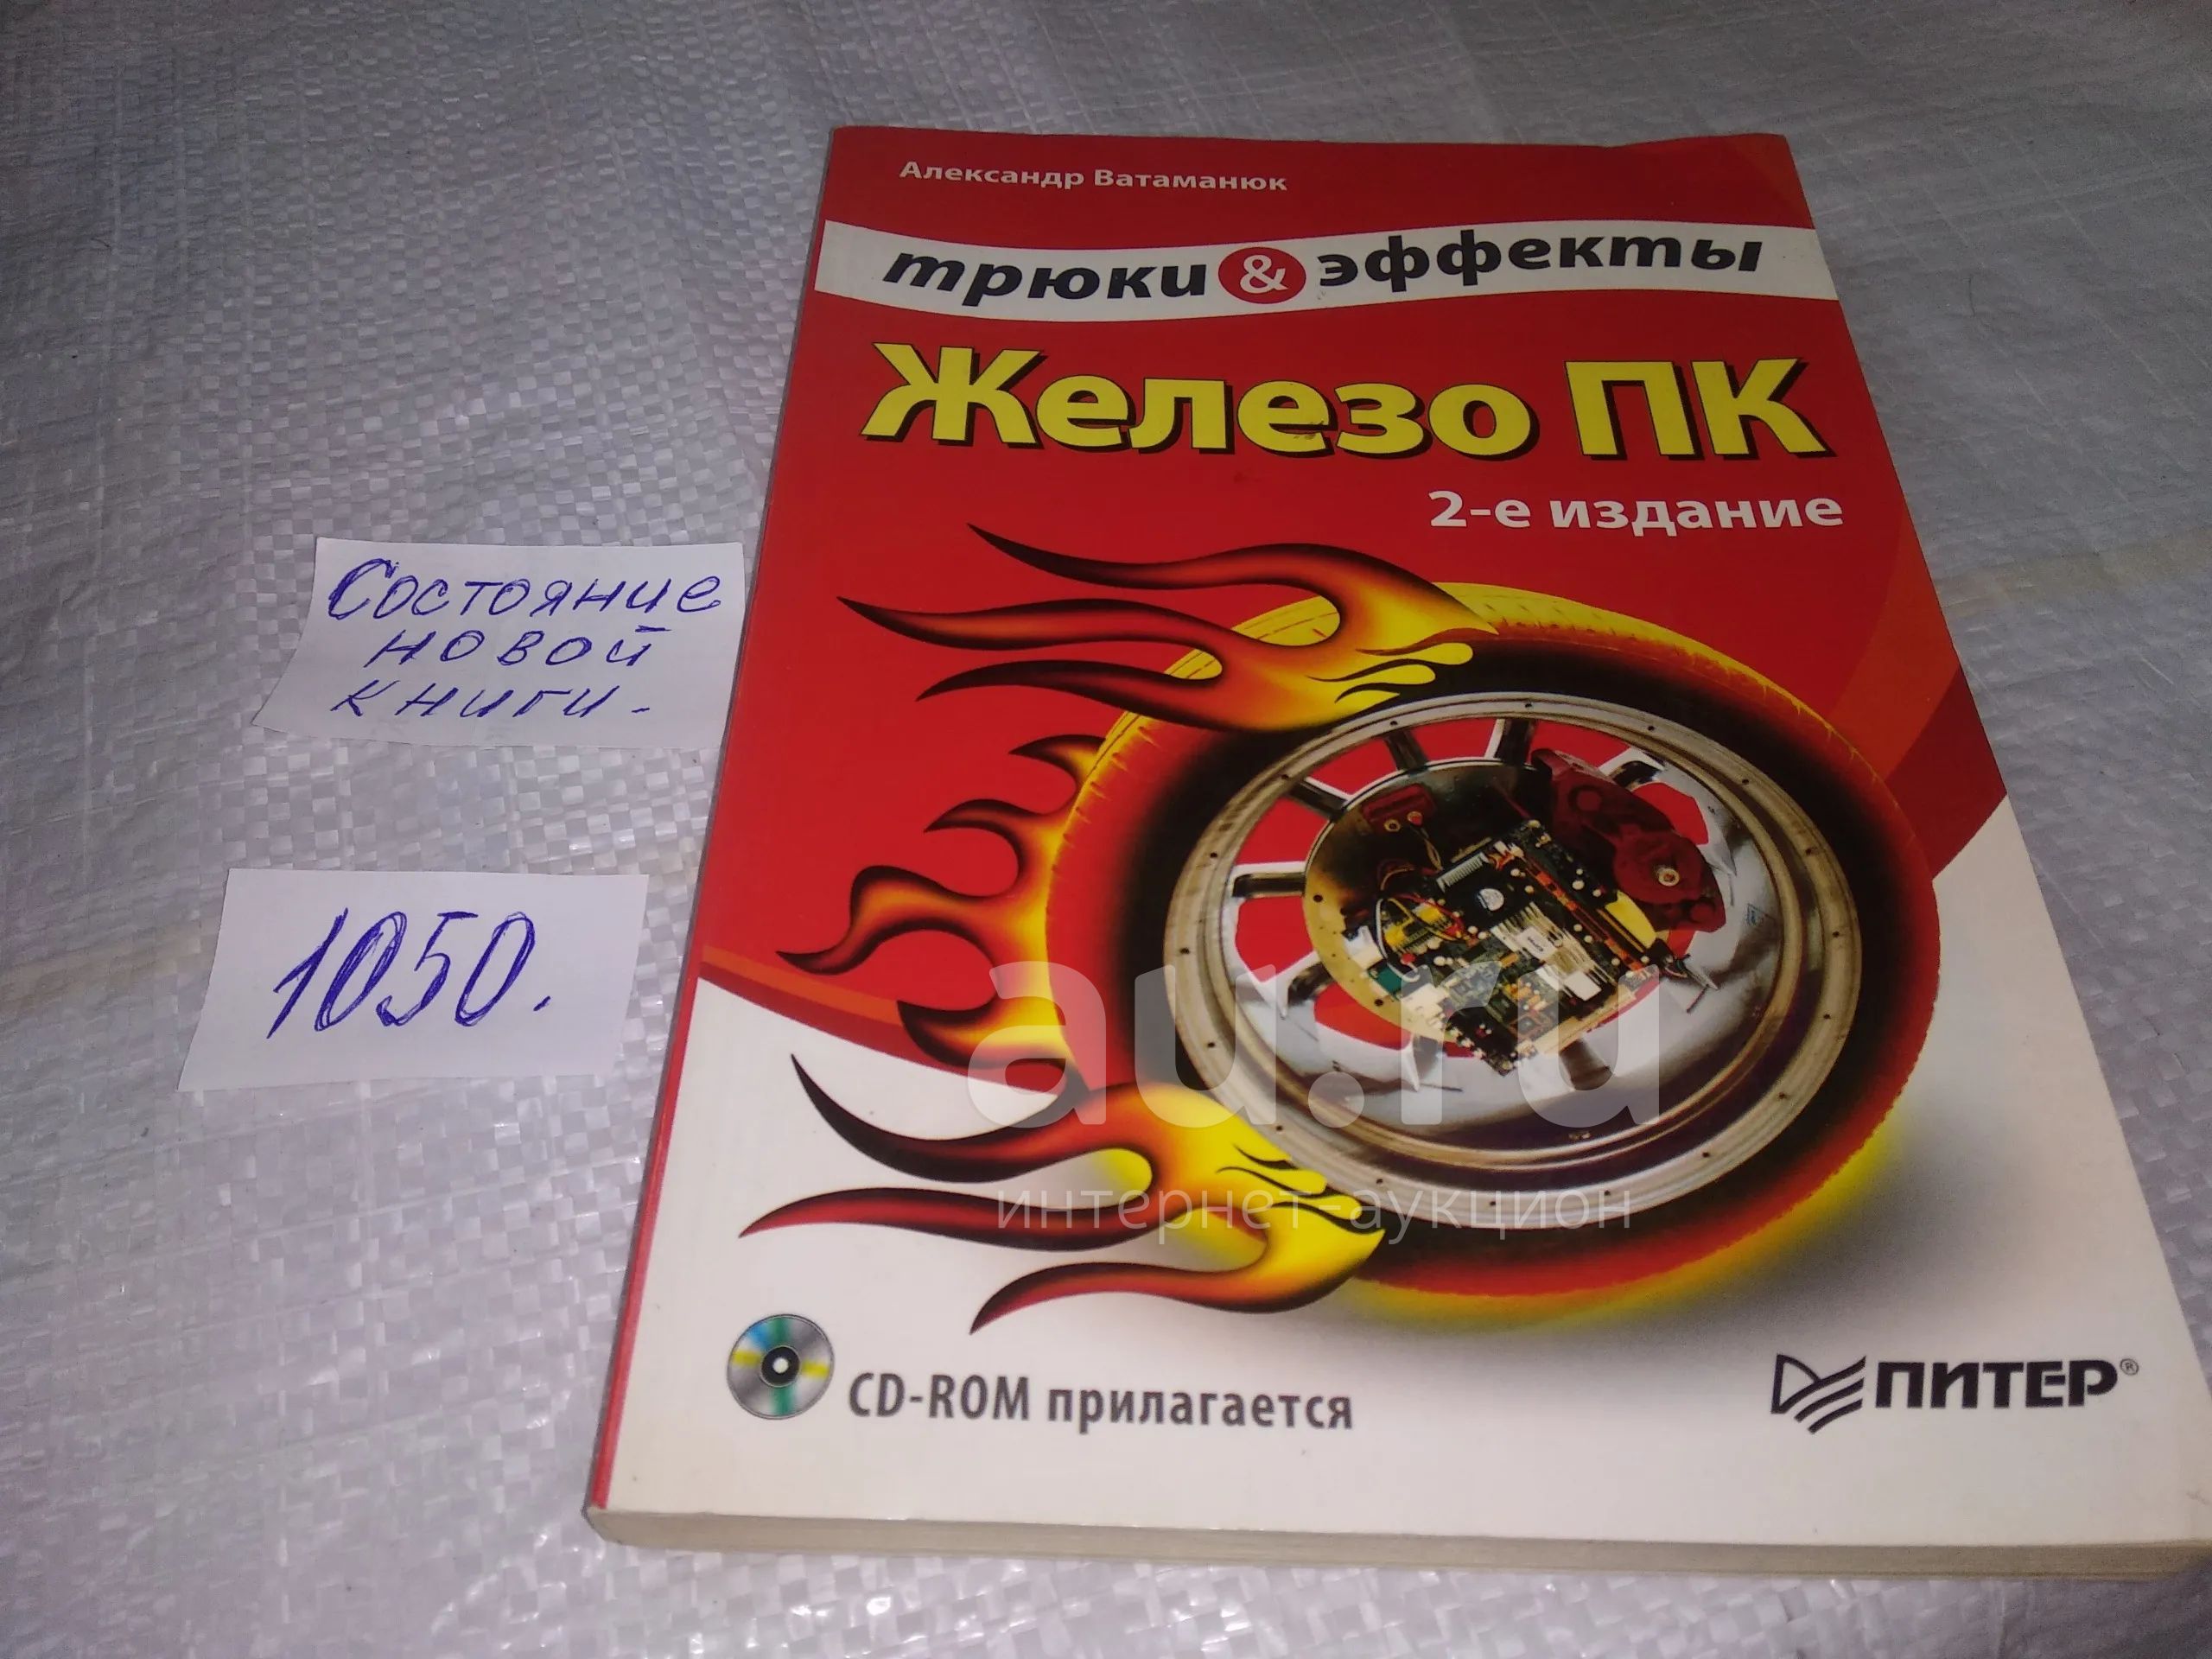 Александр Ватаманюк
трюки & эффекты
Железо ПК
2-е издание
Состояние
новой
книги.
1050.
au.ru
интернет-аукцион
CD-ROM прилагается
ПИТЕР®